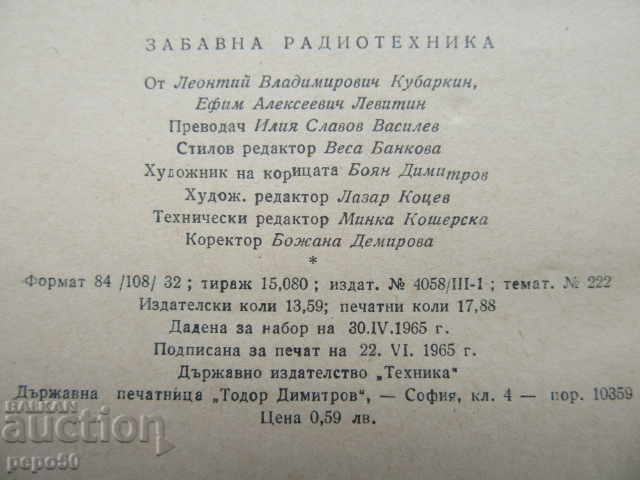 ЗАБАВНА РАДИОТЕХНИКА
От Леонтий Владимирович Кубаркин,
Ефим Алексеевич Левитин
Преводач Илия Славов Василев
Стилов редактор Веса Банкова
Художник на корицата Боян Димитров
Худож. редактор Лазар Коцев
Технически редактор Минка Кошерска
Коректор Божана Демирова
*
Формат 84 /108/ 32 ; тираж 15,080 ; издат. № 4058/III-1 ; темат. № 222
Издателски коли 13,59; печатни коли 17,88
Дадена за набор на 30.IV.1965 г.
Подписана за печат на 22. VI. 1965 г.
Държавно издателство „Техника“
Държавна печатница „Тодор Димитров“, — София, кл. 4 — пор. 10359
Цена 0,59 лв.
БАЛКАН
auction
pepo50